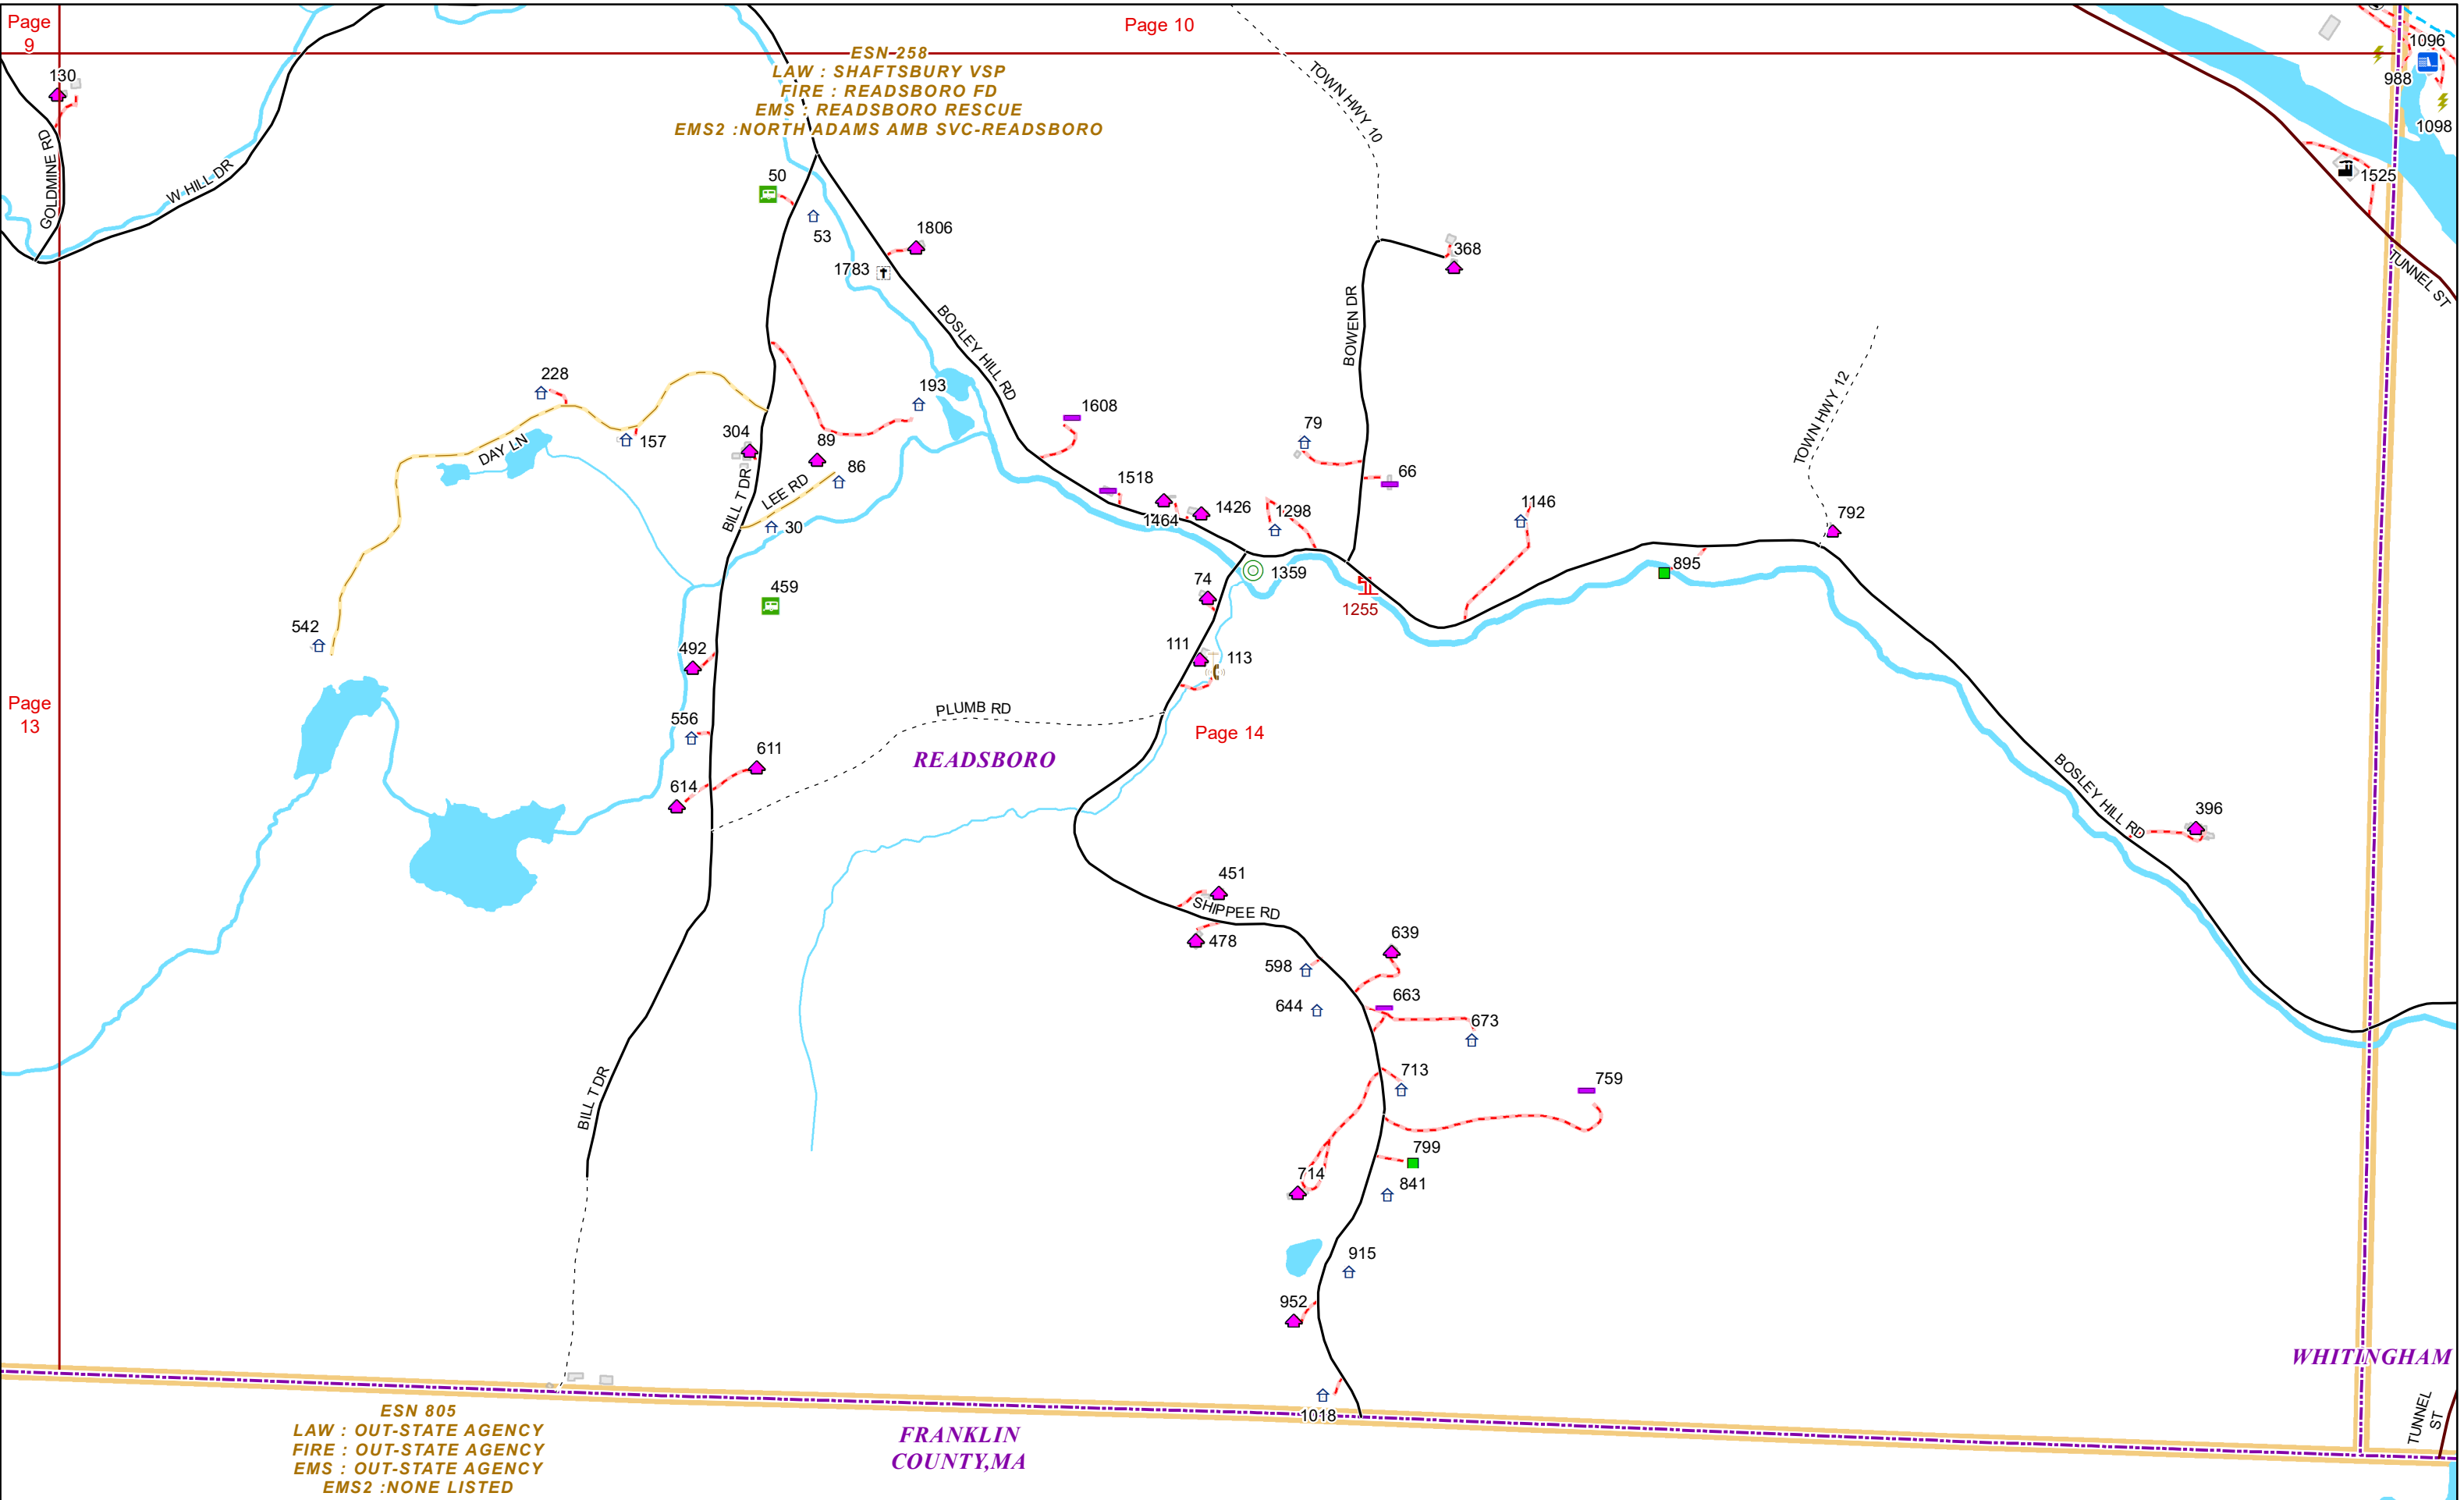 Page
9
Page 10
ESN 258
LAW : SHAFTSBURY VSP
FIRE : READSBORO FD
EMS : READSBORO RESCUE
EMS2 :NORTH ADAMS AMB SVC-READSBORO
130
GOLDMINE RD
W HILL DR
TOWN HWY 10
1096
988
1098
1525
TUNNEL ST
50
53
1806
1783
368
BOSLEY HILL RD
BOWEN DR
228
157
DAY LN
193
304
89
86
LEE RD
BILL T DR
30
1608
1518
1464
1426
79
66
1298
1146
TOWN HWY 12
792
895
1359
1255
74
111
113
459
542
492
556
611
614
Page
13
PLUMB RD
Page 14
READSBORO
BOSLEY HILL RD
396
451
SHIPPEE RD
478
639
598
644
663
673
713
759
799
714
841
BILL T DR
915
952
1018
WHITINGHAM
TUNNEL
ST
ESN 805
LAW : OUT-STATE AGENCY
FIRE : OUT-STATE AGENCY
EMS : OUT-STATE AGENCY
EMS2 :NONE LISTED
FRANKLIN
COUNTY,MA